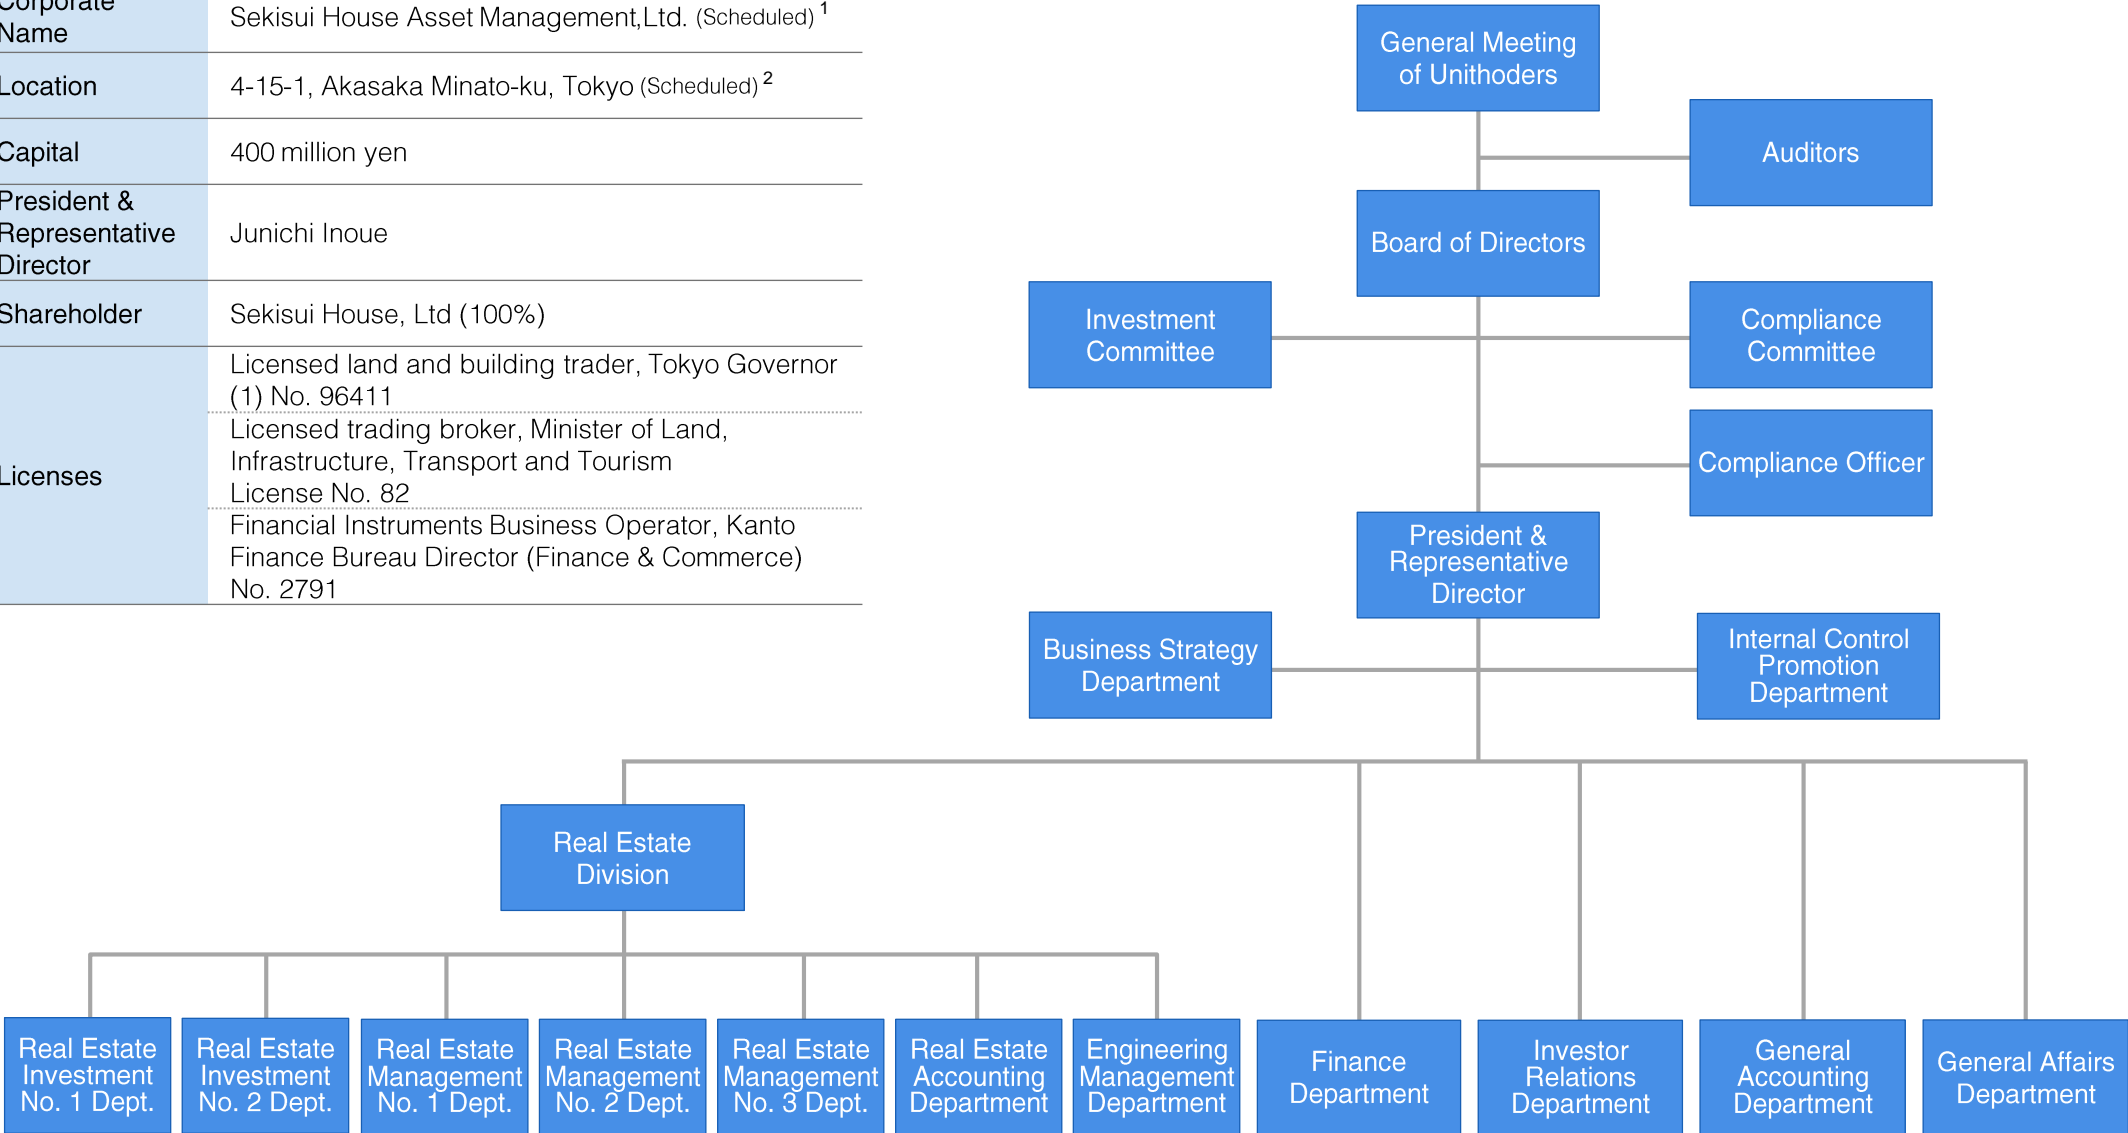 Corporate
Name
Sekisui House Asset Management,Ltd. (Scheduled) 1
Location
4-15-1, Akasaka Minato-ku, Tokyo (Scheduled) 2
Capital
400 million yen
President &
Representative
Director
Junichi Inoue
Shareholder
Sekisui House, Ltd (100%)
Licenses
Licensed land and building trader, Tokyo Governor
(1) No. 96411
Licensed trading broker, Minister of Land,
Infrastructure, Transport and Tourism
License No. 82
Financial Instruments Business Operator, Kanto
Finance Bureau Director (Finance & Commerce)
No. 2791
General Meeting
of Unithoders
Auditors
Board of Directors
Investment
Committee
Compliance
Committee
Compliance Officer
President &
Representative
Director
Business Strategy
Department
Internal Control
Promotion
Department
Real Estate
Division
Real Estate
Investment
No. 1 Dept.
Real Estate
Investment
No. 2 Dept.
Real Estate
Management
No. 1 Dept.
Real Estate
Management
No. 2 Dept.
Real Estate
Management
No. 3 Dept.
Real Estate
Accounting
Department
Engineering
Management
Department
Finance
Department
Investor
Relations
Department
General
Accounting
Department
General Affairs
Department